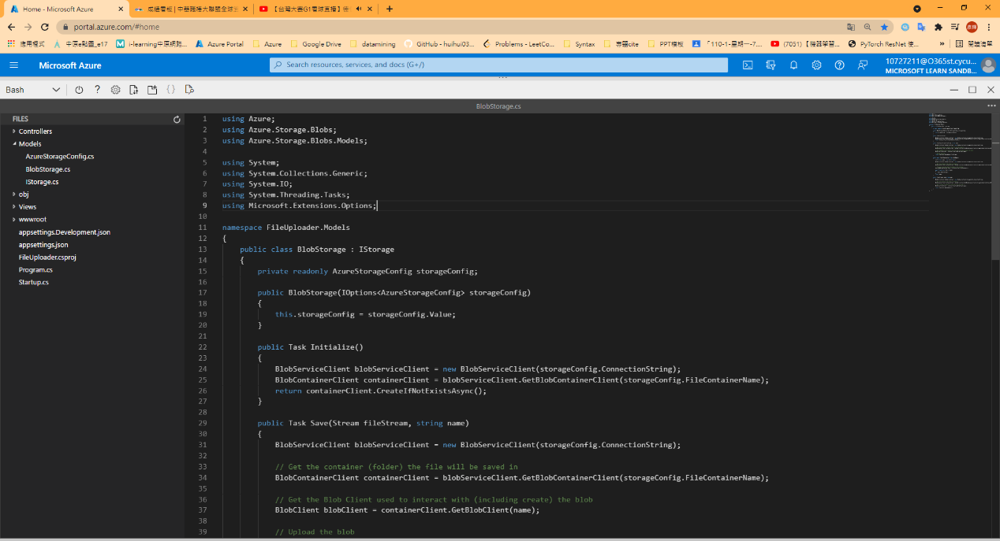 Home - Microsoft Azure
成績看板 | 中華職棒大聯盟全球
【台灣大賽G1看球直播】
portal.azure.com/#home
應用程式
中原e點靈_e17
i-learning中原網路...
Azure Portal
Azure
Google Drive
datamining
GitHub - huihui03...
Problems - LeetCo...
Syntax
專題cite
PPT模板
「110-1-星期一-7....
(7051) 【機器學習...
PyTorch ResNet 使...
»
閱讀清單
Microsoft Azure
Search resources, services, and docs (G+/)
10727211@O365st.cycu...
MICROSOFT LEARN SANDB...
Bash
BlobStorage.cs
FILES
Controllers
Models
AzureStorageConfig.cs
BlobStorage.cs
IStorage.cs
obj
Views
wwwroot
appsettings.Development.json
appsettings.json
FileUploader.csproj
Program.cs
Startup.cs
1 using Azure;
2 using Azure.Storage.Blobs;
3 using Azure.Storage.Blobs.Models;
4
5 using System;
6 using System.Collections.Generic;
7 using System.IO;
8 using System.Threading.Tasks;
9 using Microsoft.Extensions.Options;
10
11 namespace FileUploader.Models
12 {
13 public class BlobStorage : IStorage
14 {
15 private readonly AzureStorageConfig storageConfig;
16
17 public BlobStorage(IOptions<AzureStorageConfig> storageConfig)
18 {
19 this.storageConfig = storageConfig.Value;
20 }
21
22 public Task Initialize()
23 {
24 BlobServiceClient blobServiceClient = new BlobServiceClient(storageConfig.ConnectionString);
25 BlobContainerClient containerClient = blobServiceClient.GetBlobContainerClient(storageConfig.FileContainerName);
26 return containerClient.CreateIfNotExistsAsync();
27 }
28
29 public Task Save(Stream fileStream, string name)
30 {
31 BlobServiceClient blobServiceClient = new BlobServiceClient(storageConfig.ConnectionString);
32
33 // Get the container (folder) the file will be saved in
34 BlobContainerClient containerClient = blobServiceClient.GetBlobContainerClient(storageConfig.FileContainerName);
35
36 // Get the Blob Client used to interact with (including create) the blob
37 BlobClient blobClient = containerClient.GetBlobClient(name);
38
39 // Upload the blob